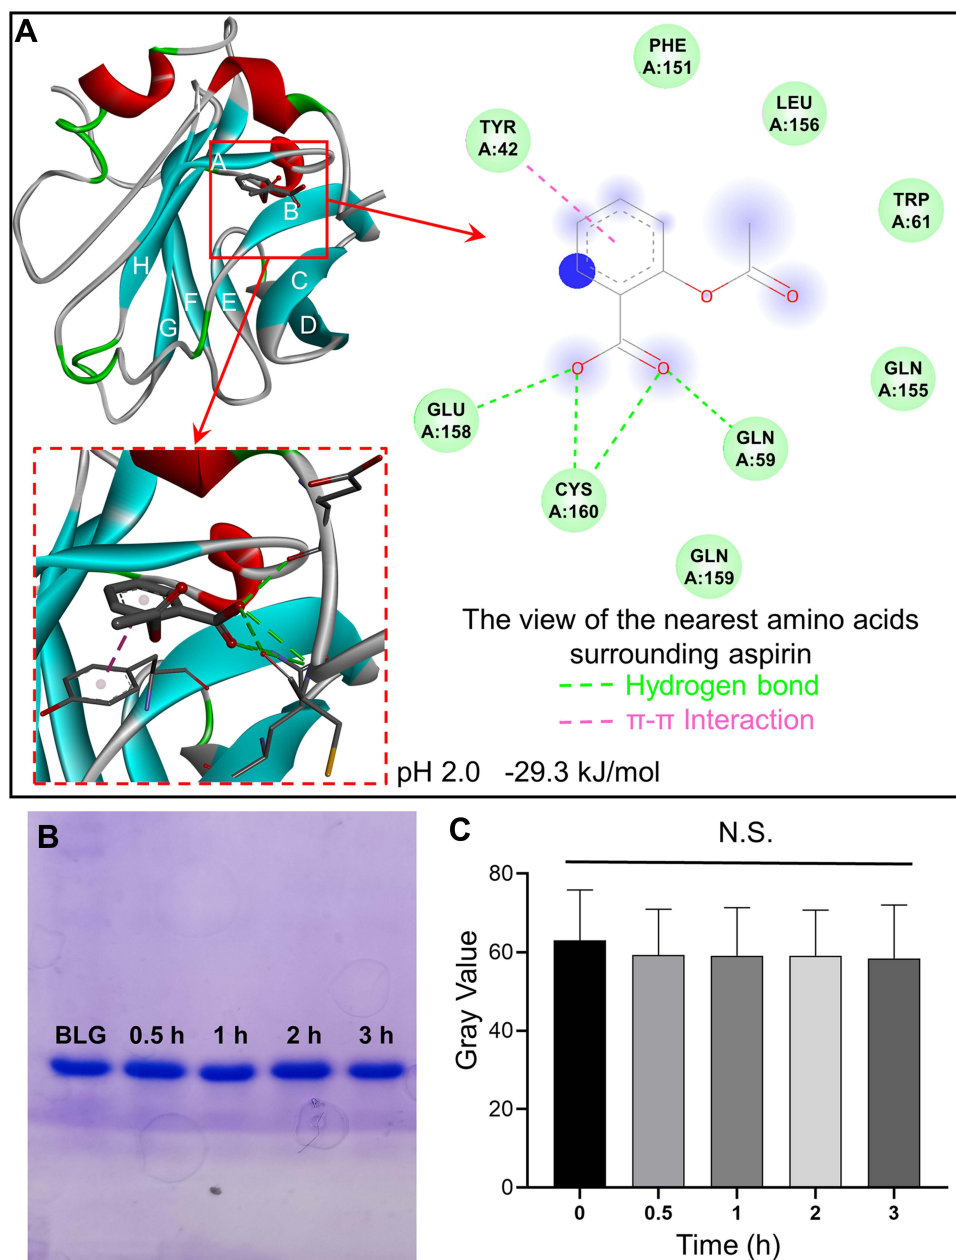 A
A
B
C
D
E
F
G
H
I
PHE
A:151
LEU
A:156
TYR
A:42
TRP
A:61
O
O
O
O
GLN
A:155
GLU
A:158
GLN
A:59
CYS
A:160
GLN
A:159
The view of the nearest amino acids
surrounding aspirin
Hydrogen bond
π-π Interaction
pH 2.0 -29.3 kJ/mol
B
BLG 0.5 h 1 h 2 h 3 h
C
N.S.
80
60
40
20
0
Gray Value
0 0.5 1 2 3
Time (h)